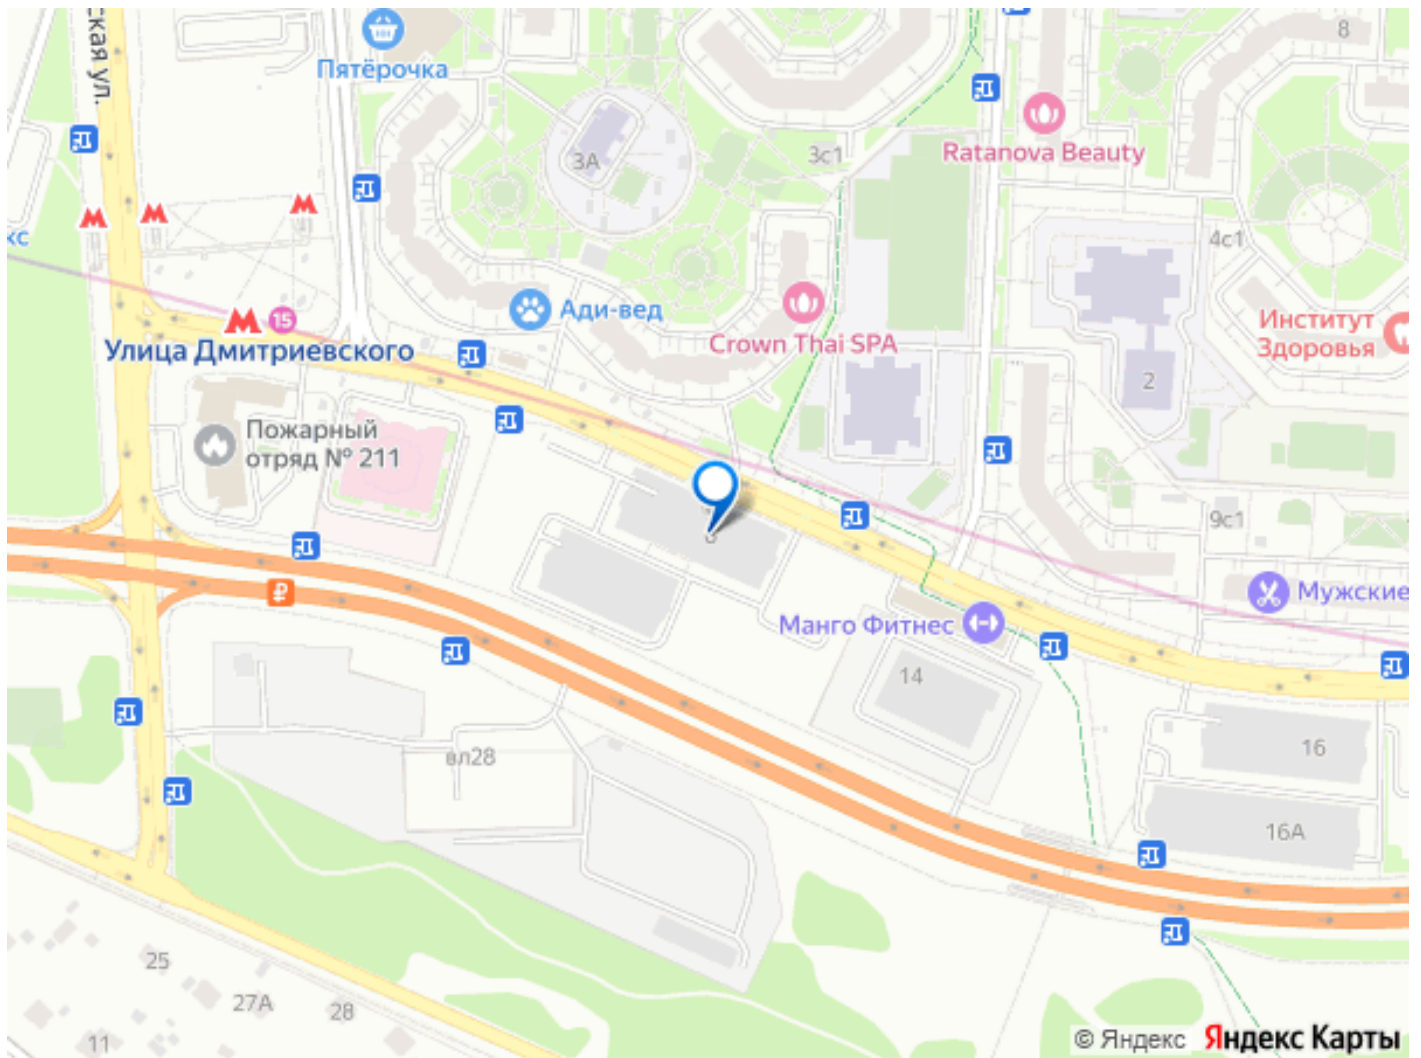 ская ул.
Пятёрочка
8
3А
3с1
Ratanova Beauty
4с1
кс
15
Улица Дмитриевского
Ади-вед
Crown Thai SPA
Институт
Здоровья
2
Пожарный
отряд № 211
9с1
Мужские
Манго Фитнес
14
16
вл28
16А
25
27А
28
11
© Яндекс Яндекс Карты